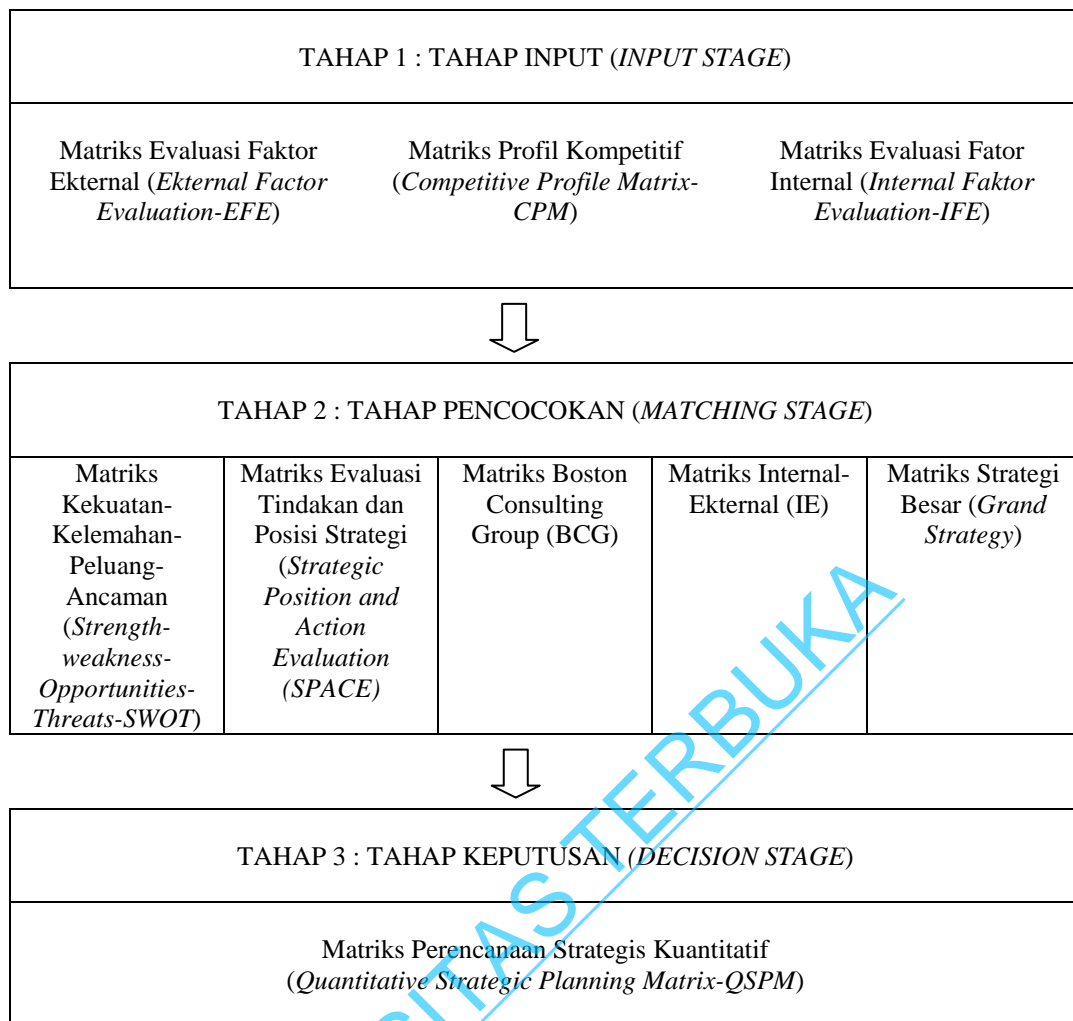 TAHAP 1 : TAHAP INPUT (INPUT STAGE)
Matriks Evaluasi Faktor
Ekternal (Ekternal Factor
Evaluation-EFE)
Matriks Profil Kompetitif
(Competitive Profile Matrix-
CPM)
Matriks Evaluasi Fator
Internal (Internal Faktor
Evaluation-IFE)
TAHAP 2 : TAHAP PENCOCOKAN (MATCHING STAGE)
Matriks
Kekuatan-
Kelemahan-
Peluang-
Ancaman
(Strength-
weakness-
Opportunities-
Threats-SWOT)
Matriks Evaluasi
Tindakan dan
Posisi Strategi
(Strategic
Position and
Action
Evaluation
(SPACE)
Matriks Boston
Consulting
Group (BCG)
Matriks Internal-
Ekternal (IE)
Matriks Strategi
Besar (Grand
Strategy)
TAHAP 3 : TAHAP KEPUTUSAN (DECISION STAGE)
Matriks Perencanaan Strategis Kuantitatif
(Quantitative Strategic Planning Matrix-QSPM)
SITAS TERBUKA